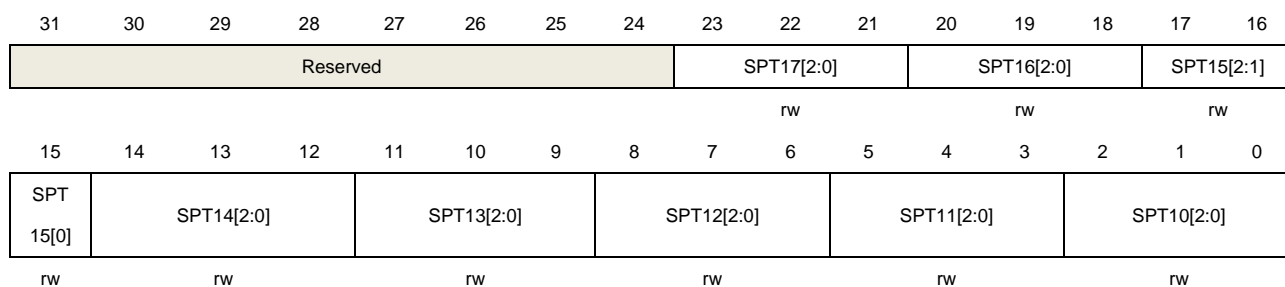 31 30 29 28 27 26 25 24 23 22 21 20 19 18 17 16
Reserved SPT17[2:0] SPT16[2:0] SPT15[2:1]
rw rw rw
15 14 13 12 11 10 9 8 7 6 5 4 3 2 1 0
SPT
15[0] SPT14[2:0] SPT13[2:0] SPT12[2:0] SPT11[2:0] SPT10[2:0]
rw rw rw rw rw rw